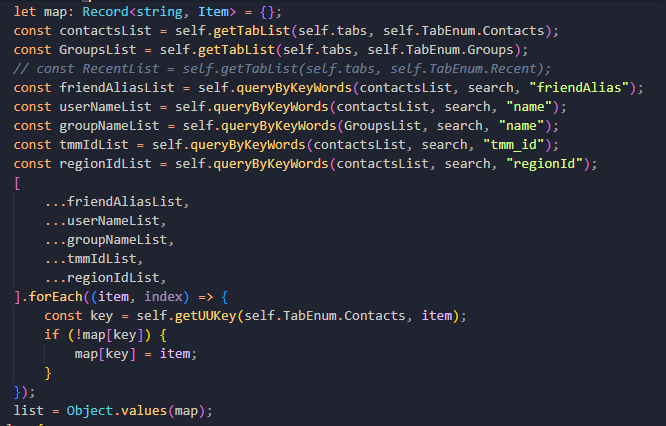 let map: Record<string, Item> = {};
const contactsList = self.getTabList(self.tabs, self.TabEnum.Contacts);
const GroupsList = self.getTabList(self.tabs, self.TabEnum.Groups);
// const RecentList = self.getTabList(self.tabs, self.TabEnum.Recent);
const friendAliasList = self.queryByKeyWords(contactsList, search, "friendAlias");
const userNameList = self.queryByKeyWords(contactsList, search, "name");
const groupNameList = self.queryByKeyWords(GroupsList, search, "name");
const tmmIdList = self.queryByKeyWords(contactsList, search, "tmm_id");
const regionIdList = self.queryByKeyWords(contactsList, search, "regionId");
[
    ...friendAliasList,
    ...userNameList,
    ...groupNameList,
    ...tmmIdList,
    ...regionIdList,
].forEach((item, index) => {
    const key = self.getUUKey(self.TabEnum.Contacts, item);
    if (!map[key]) {
        map[key] = item;
    }
});
list = Object.values(map);